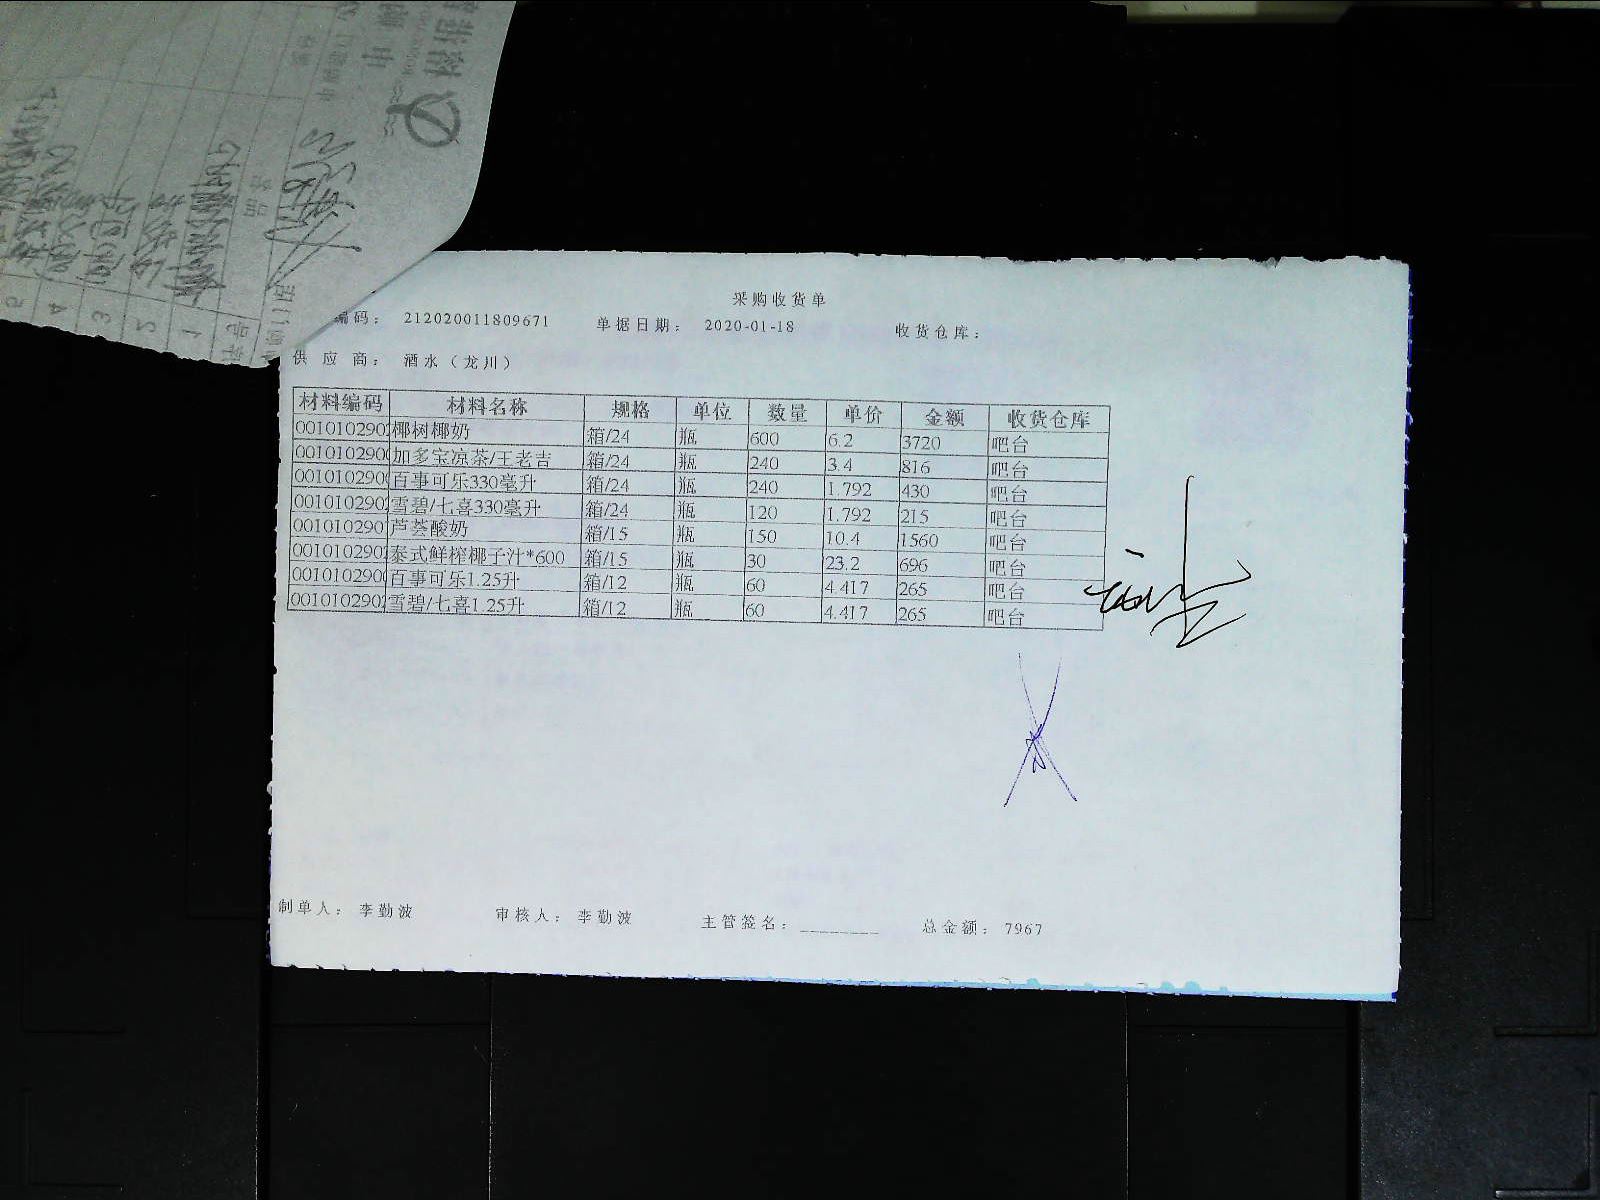 采购收货单
编码： 212020011809671 单据日期： 2020-01-18 收货仓库：
供 应 商： 酒水（龙川）
材料编码 材料名称 规格 单位 数量 单价 金额 收货仓库
001010290 椰树椰奶 箱/24 瓶 600 6.2 3720 吧台
001010290 加多宝凉茶/王老吉 箱/24 瓶 240 3.4 816 吧台
001010290 百事可乐330毫升 箱/24 瓶 240 1.792 430 吧台
001010290 雪碧/七喜330毫升 箱/24 瓶 120 1.792 215 吧台
001010290 芦荟酸奶 箱/15 瓶 150 10.4 1560 吧台
001010290 泰式鲜榨椰子汁*600 箱/15 瓶 30 23.2 696 吧台
001010290 百事可乐1.25升 箱/12 瓶 60 4.417 265 吧台
001010290 雪碧/七喜1.25升 箱/12 瓶 60 4.417 265 吧台
制单人： 李勤波 审核人： 李勤波 主管签名： ________ 总金额： 7967